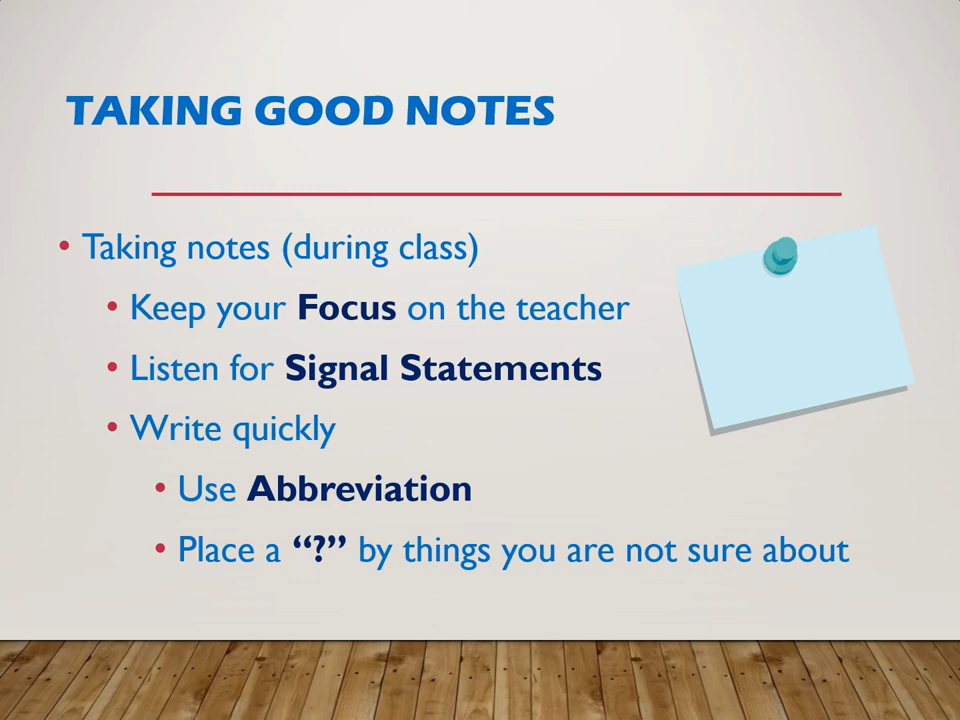 TAKING GOOD NOTES
• Taking notes (during class)
• Keep your Focus on the teacher
• Listen for Signal Statements
• Write quickly
• Use Abbreviation
• Place a “?” by things you are not sure about